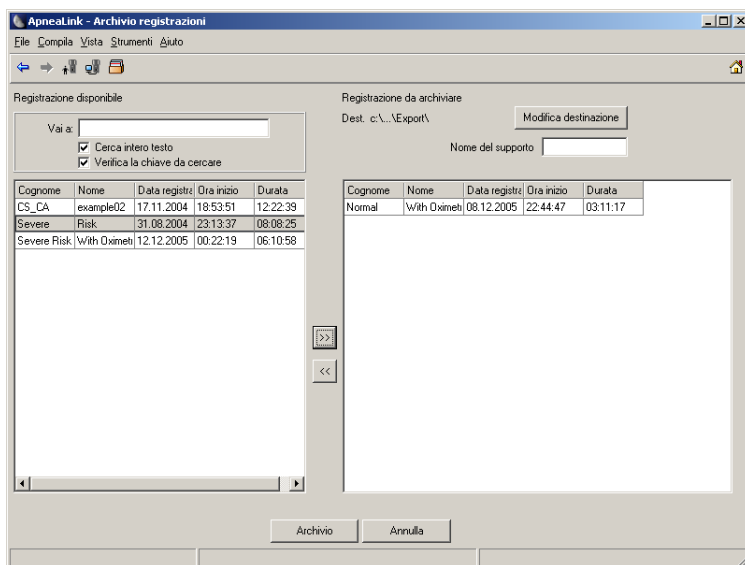 ApneaLink - Archivio registrazioni
File Compila Vista Strumenti Aiuto
Registrazione disponibile
Vai a:
Cerca intero testo
Verifica la chiave da cercare
Cognome Nome Data registra Ora inizio Durata
CS_CA example02 17.11.2004 18:53:51 12:22:39
Severe Risk 31.08.2004 23:13:37 08:08:25
Severe Risk With Oximetr 12.12.2005 00:22:19 06:10:58
>>
<<
Registrazione da archiviare
Dest. c:\...\Export\
Modifica destinazione
Nome del supporto
Cognome Nome Data registra Ora inizio Durata
Normal With Oximetr 08.12.2005 22:44:47 03:11:17
Archivio Annulla